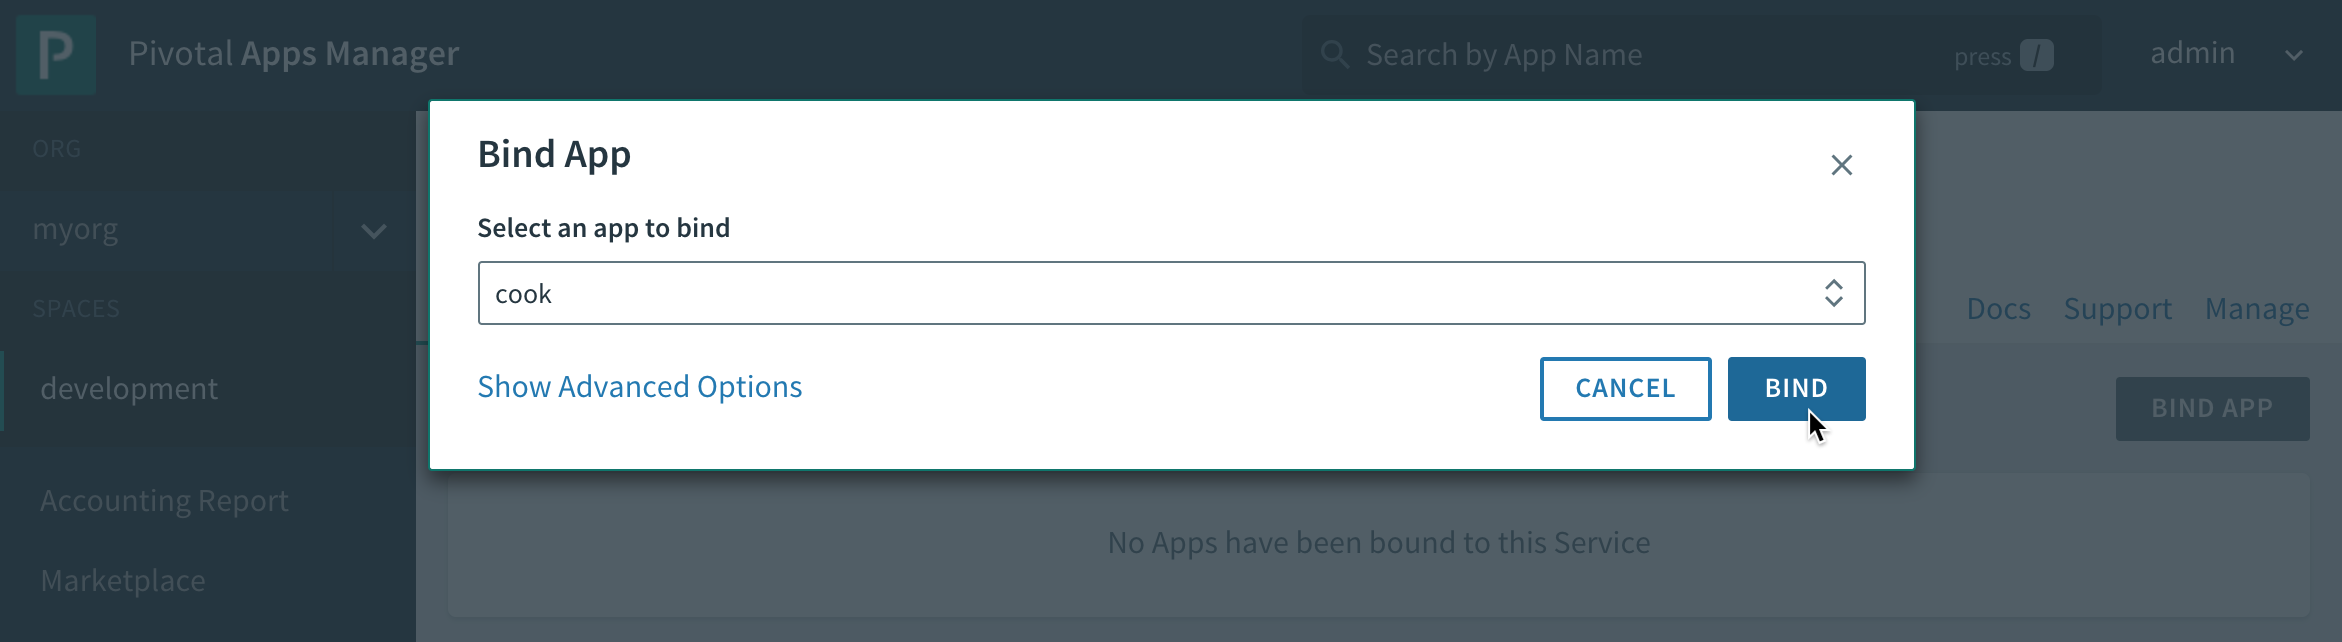 P
Pivotal Apps Manager
Search by App Name
press /
admin
ORG
myorg
SPACES
development
Accounting Report
Marketplace
Bind App
Select an app to bind
cook
Show Advanced Options
CANCEL
BIND
Docs Support Manage
BIND APP
No Apps have been bound to this Service